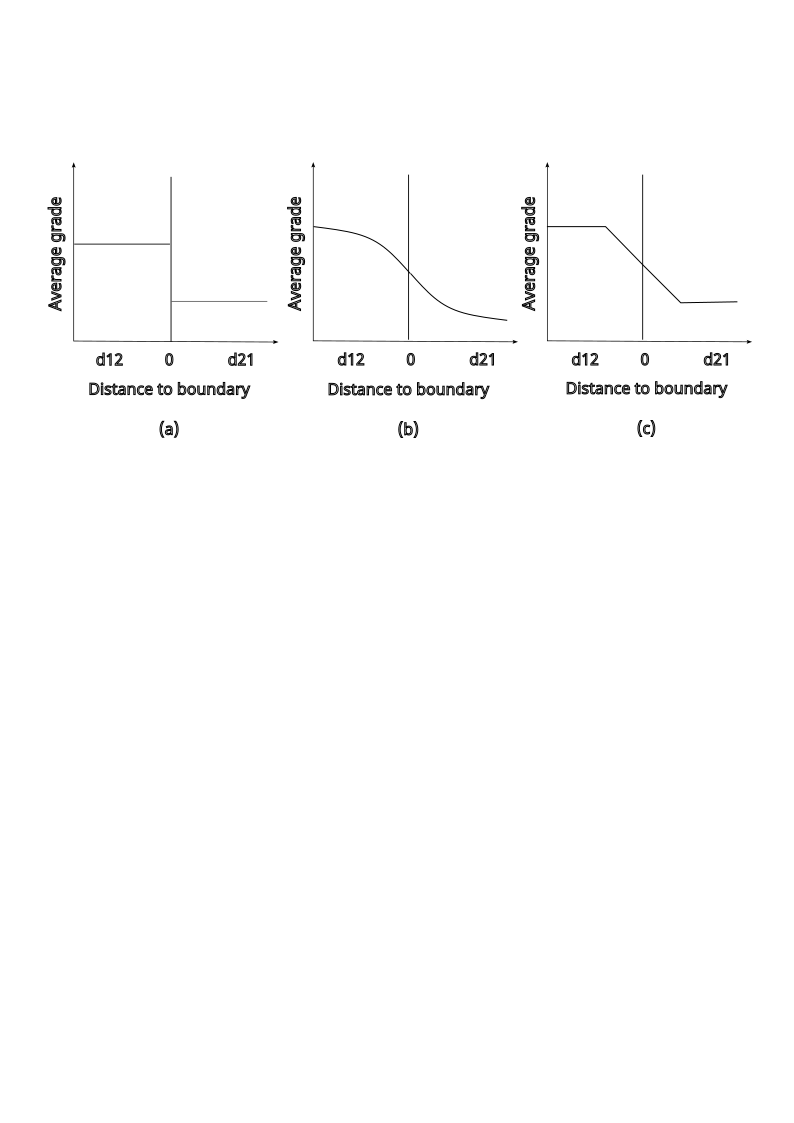 Average grade
d12 0 d21
Distance to boundary
(a)
Average grade
d12 0 d21
Distance to boundary
(b)
Average grade
d12 0 d21
Distance to boundary
(c)